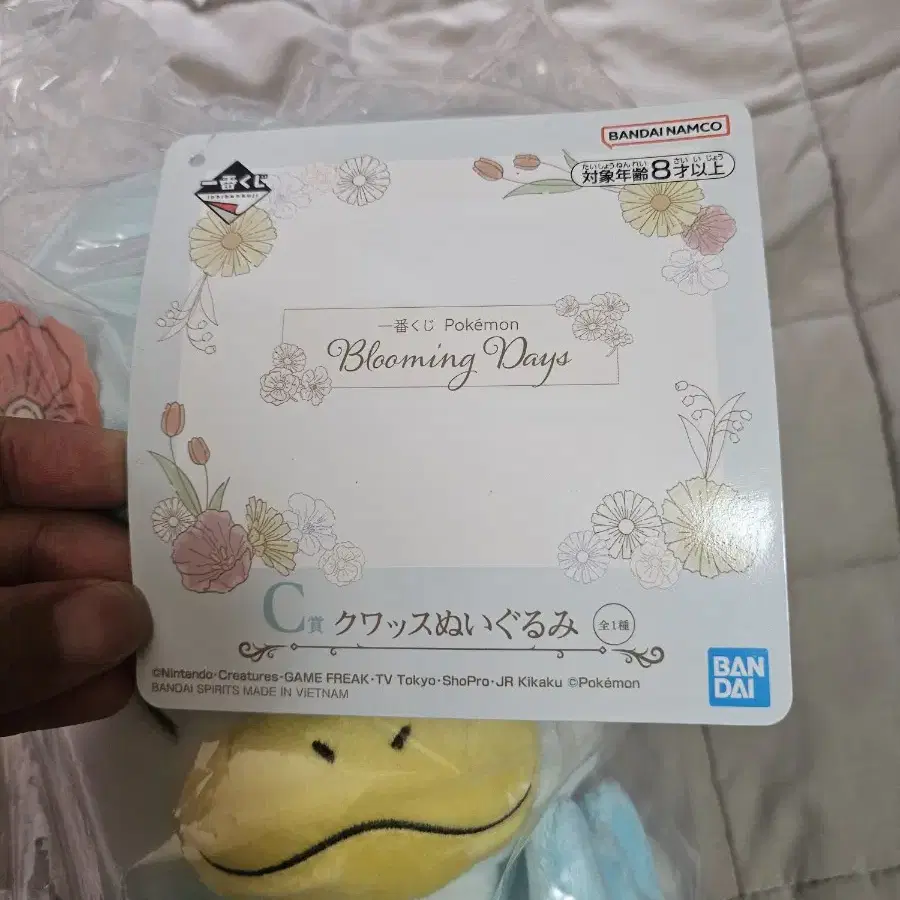 BANDAI NAMCO
一番くじ
たいしょうねんれい さい いじょう
対象年齢8才以上
一番くじ Pokémon
Blooming Days
C賞 クワッスぬいぐるみ 全1種
©Nintendo・Creatures・GAME FREAK・TV Tokyo・ShoPro・JR Kikaku ©Pokémon
BANDAI SPIRITS MADE IN VIETNAM
BAN
DAI